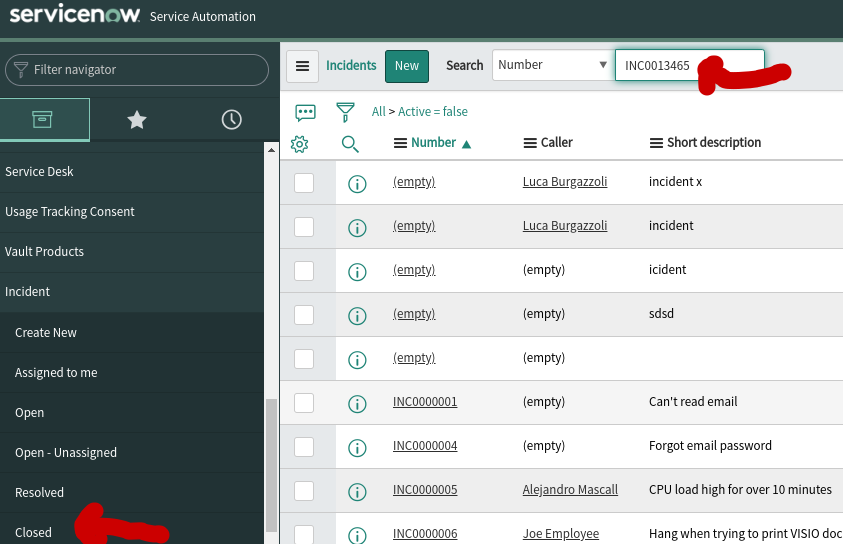 servicenow Service Automation
Filter navigator
Service Desk
Usage Tracking Consent
Vault Products
Incident
Create New
Assigned to me
Open
Open - Unassigned
Resolved
Closed
Incidents New Search Number INC0013465
All > Active = false
Number Caller Short description
(empty) Luca Burgazzoli incident x
(empty) Luca Burgazzoli incident
(empty) (empty) icident
(empty) (empty) sdsd
(empty) (empty)
INC0000001 (empty) Can't read email
INC0000004 (empty) Forgot email password
INC0000005 Alejandro Mascall CPU load high for over 10 minutes
INC0000006 Joe Employee Hang when trying to print VISIO doc